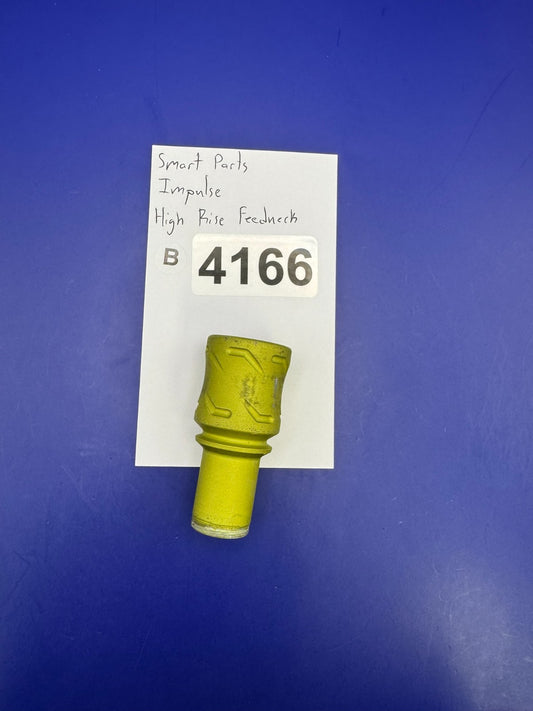 Smart Parts
Impulse
High Rise Feedneck
B 4166